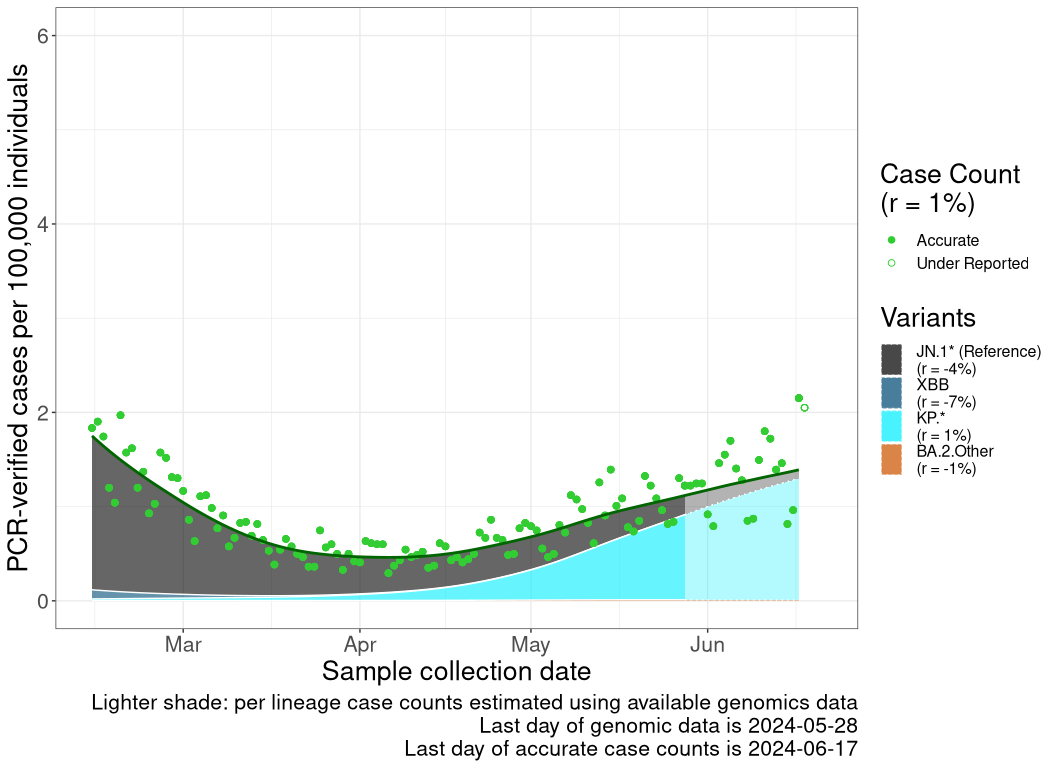 PCR-verified cases per 100,000 individuals
6
4
2
0
Mar
Apr
May
Jun
Sample collection date
Lighter shade: per lineage case counts estimated using available genomics data
Last day of genomic data is 2024-05-28
Last day of accurate case counts is 2024-06-17
Case Count
(r = 1%)
Accurate
Under Reported
Variants
JN.1* (Reference)
(r = -4%)
XBB
(r = -7%)
KP.*
(r = 1%)
BA.2.Other
(r = -1%)